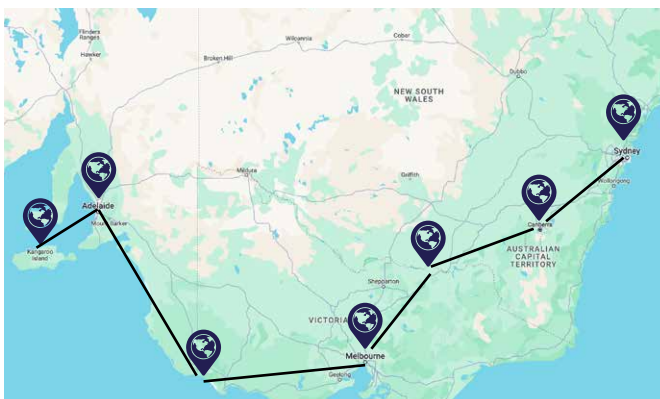 Flinders
Ranges
Hawker
Broken Hill
Wilcannia
Cobar
Dubbo
NEW SOUTH
WALES
Sydney
Wollongong
Mildura
Griffith
Adelaide
Mount Barker
Canberra
Kangaroo
Island
AUSTRALIAN
CAPITAL
TERRITORY
Shepparton
VICTORIA
Melbourne
Geelong